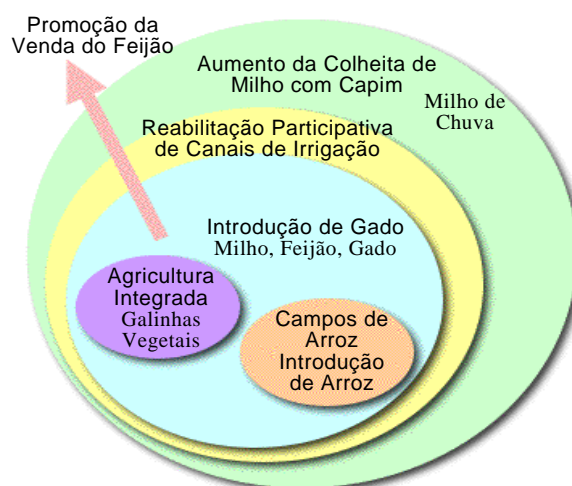 Promoção da
Venda do Feijão
Aumento da Colheita de
Milho com Capim
Milho de
Chuva
Reabilitação Participativa
de Canais de Irrigação
Introdução de Gado
Milho, Feijão, Gado
Agricultura
Integrada
Galinhas
Vegetais
Campos de
Arroz
Introdução
de Arroz